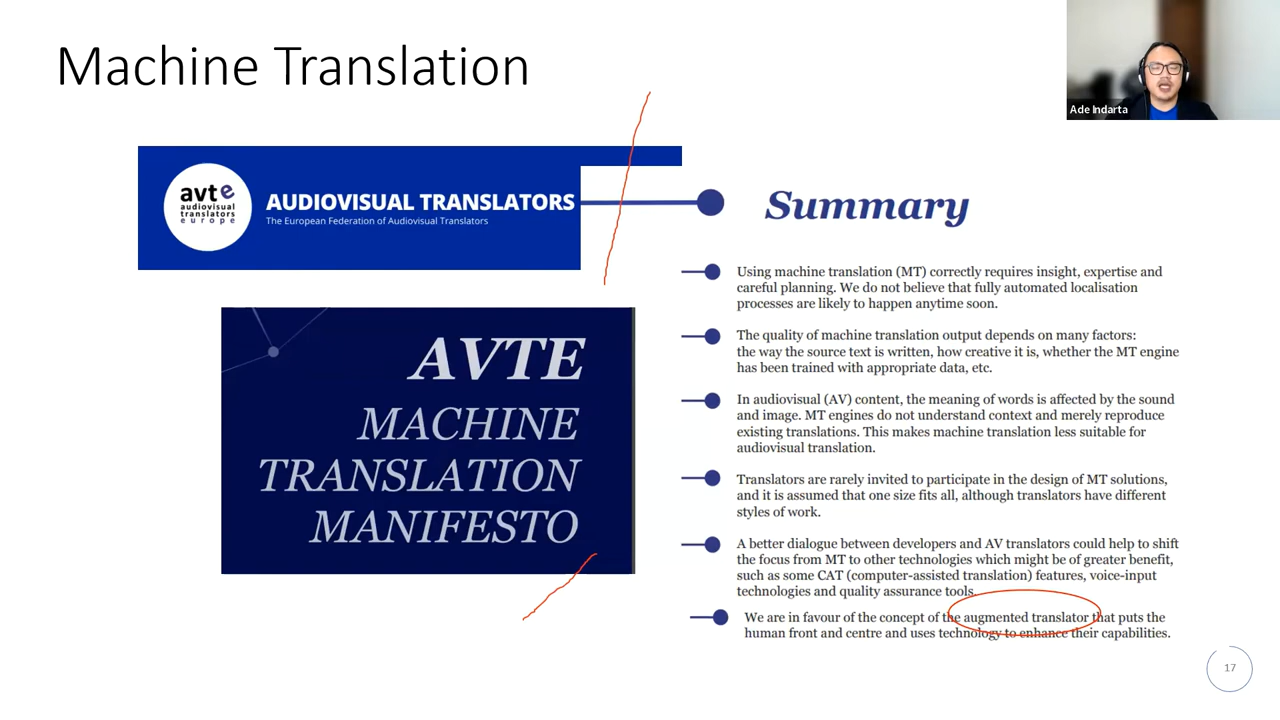 Machine Translation
Ade Indarta
avte
audiovisual
translators
europe
AUDIOVISUAL TRANSLATORS
The European Federation of Audiovisual Translators
AVTE
MACHINE
TRANSLATION
MANIFESTO
Summary
Using machine translation (MT) correctly requires insight, expertise and
careful planning. We do not believe that fully automated localisation
processes are likely to happen anytime soon.
The quality of machine translation output depends on many factors:
the way the source text is written, how creative it is, whether the MT engine
has been trained with appropriate data, etc.
In audiovisual (AV) content, the meaning of words is affected by the sound
and image. MT engines do not understand context and merely reproduce
existing translations. This makes machine translation less suitable for
audiovisual translation.
Translators are rarely invited to participate in the design of MT solutions,
and it is assumed that one size fits all, although translators have different
styles of work.
A better dialogue between developers and AV translators could help to shift
the focus from MT to other technologies which might be of greater benefit,
such as some CAT (computer-assisted translation) features, voice-input
technologies and quality assurance tools.
We are in favour of the concept of the augmented translator that puts the
human front and centre and uses technology to enhance their capabilities.
17